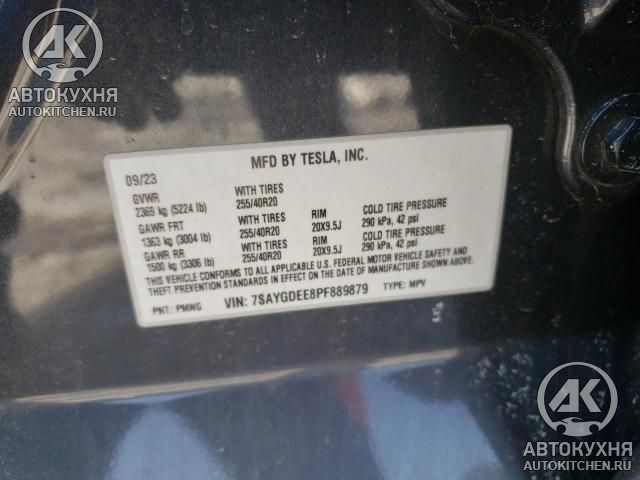 АК
АВТОКУХНЯ
AUTOKITCHEN.RU
MFD BY TESLA, INC.
09/23
GVWR WITH TIRES
2369 kg (5224 lb) 255/40R20
GAWR FRT WITH TIRES RIM COLD TIRE PRESSURE
1363 kg (3004 lb) 255/40R20 20X9.5J 290 kPa, 42 psi
GAWR RR WITH TIRES RIM COLD TIRE PRESSURE
1500 kg (3306 lb) 255/40R20 20X9.5J 290 kPa, 42 psi
THIS VEHICLE CONFORMS TO ALL APPLICABLE U.S. FEDERAL MOTOR VEHICLE SAFETY AND
THEFT PREVENTION STANDARDS IN EFFECT ON THE DATE OF MANUFACTURE SHOWN ABOVE.
PNT: PMNG VIN: 7SAYGDEE8PF889879 TYPE: MPV
АК
АВТОКУХНЯ
AUTOKITCHEN.RU